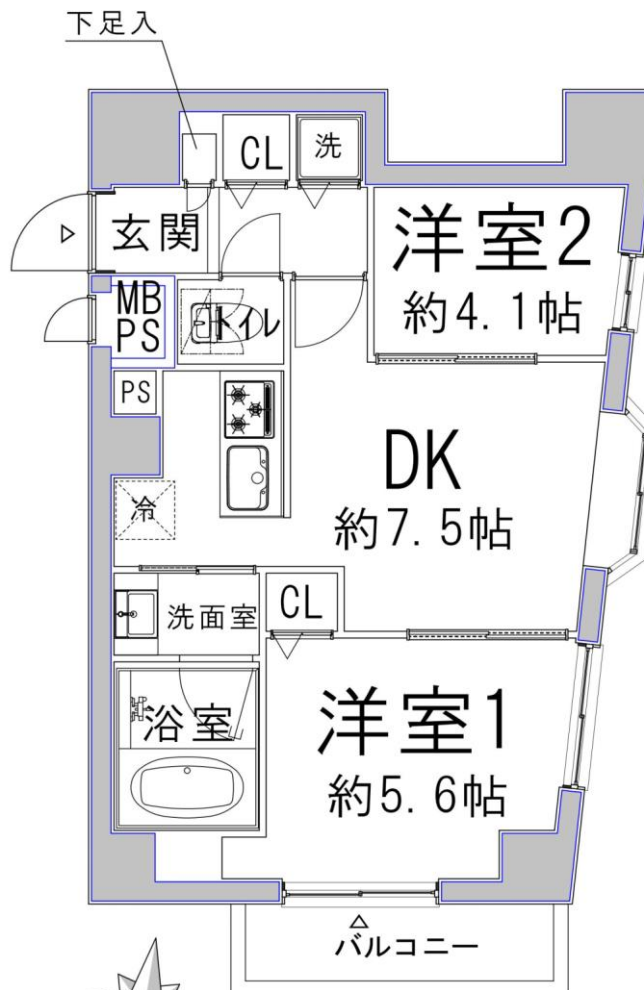 下足入
CL
洗
玄関
洋室2
約4.1帖
MB
PS
トイレ
PS
DK
約7.5帖
冷
洗面室
CL
浴室
洋室1
約5.6帖
バルコニー